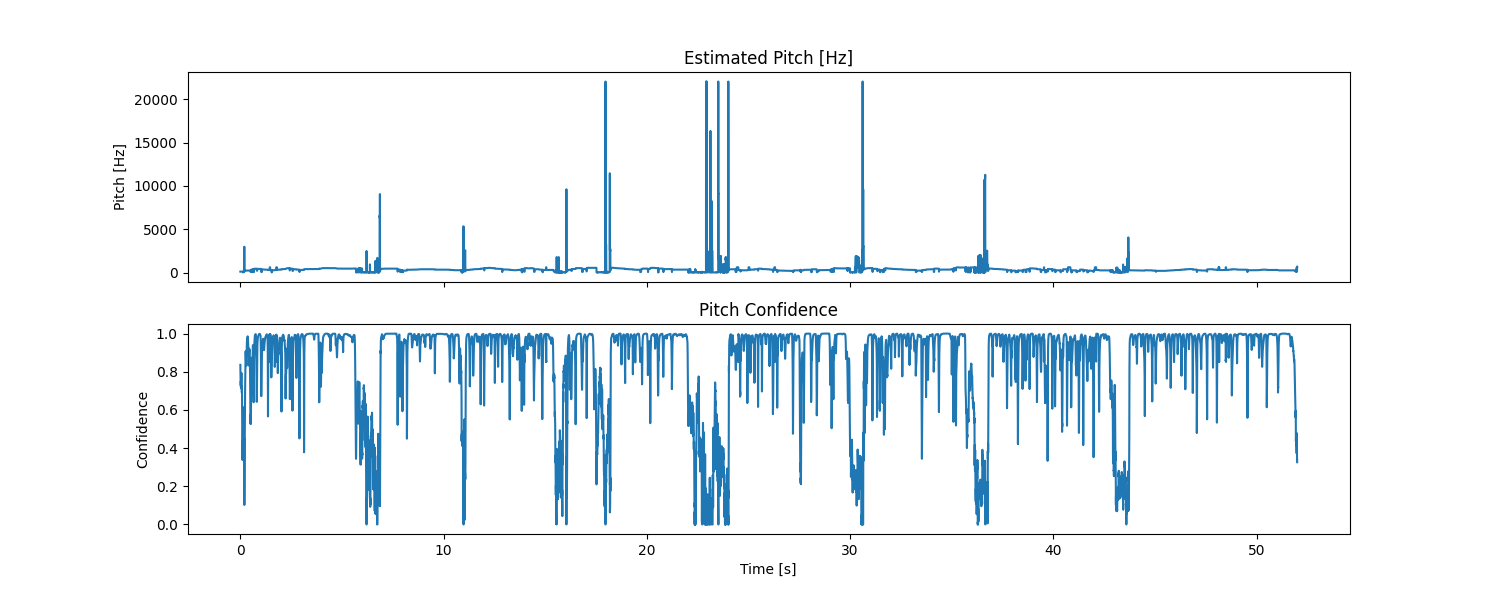 Estimated Pitch [Hz]
Pitch [Hz]
20000
15000
10000
5000
0
Pitch Confidence
Confidence
1.0
0.8
0.6
0.4
0.2
0.0
0 10 20 30 40 50
Time [s]